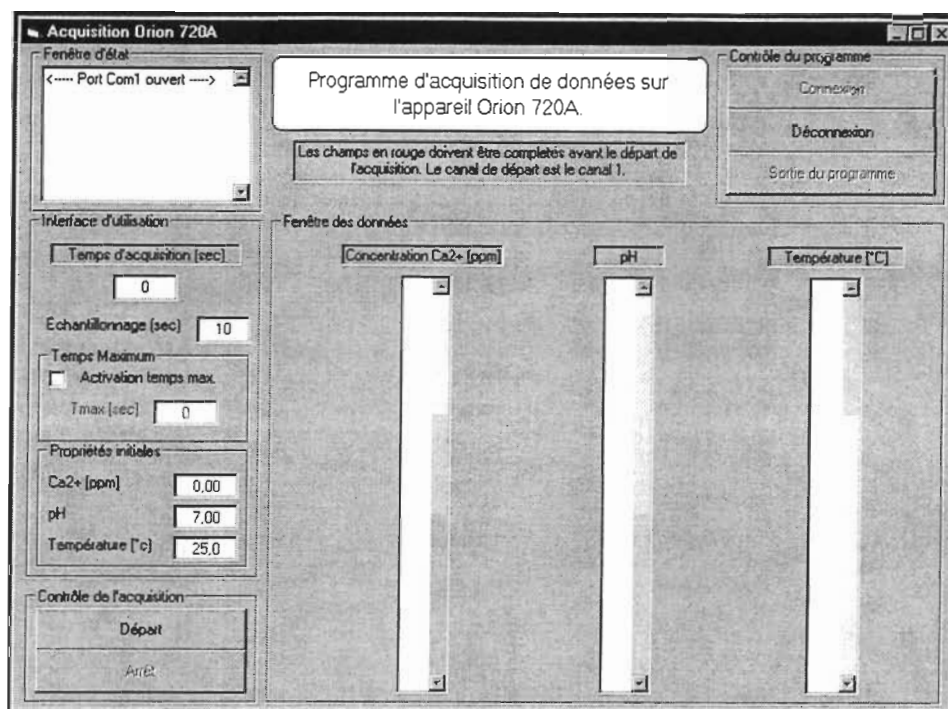 Acquisition Orion 720A
Fenêtre d'état
<----- Port Com1 ouvert ----->
Programme d'acquisition de données sur
l'appareil Orion 720A.
Les champs en rouge doivent être completés avant le départ de
l'acquisition. Le canal de départ est le canal 1.
Contrôle du programme
Connexion
Déconnexion
Sortie du programme
Interface d'utilisation
Temps d'acquisition [sec]
0
Échantillonnage [sec] 10
Temps Maximum
Activation temps max.
Tmax [sec] 0
Propriétés initiales
Ca2+ [ppm] 0,00
pH 7,00
Température [°c] 25,0
Contrôle de l'acquisition
Départ
Arrêt
Fenêtre des données
Concentration Ca2+ [ppm] pH Température [°C]